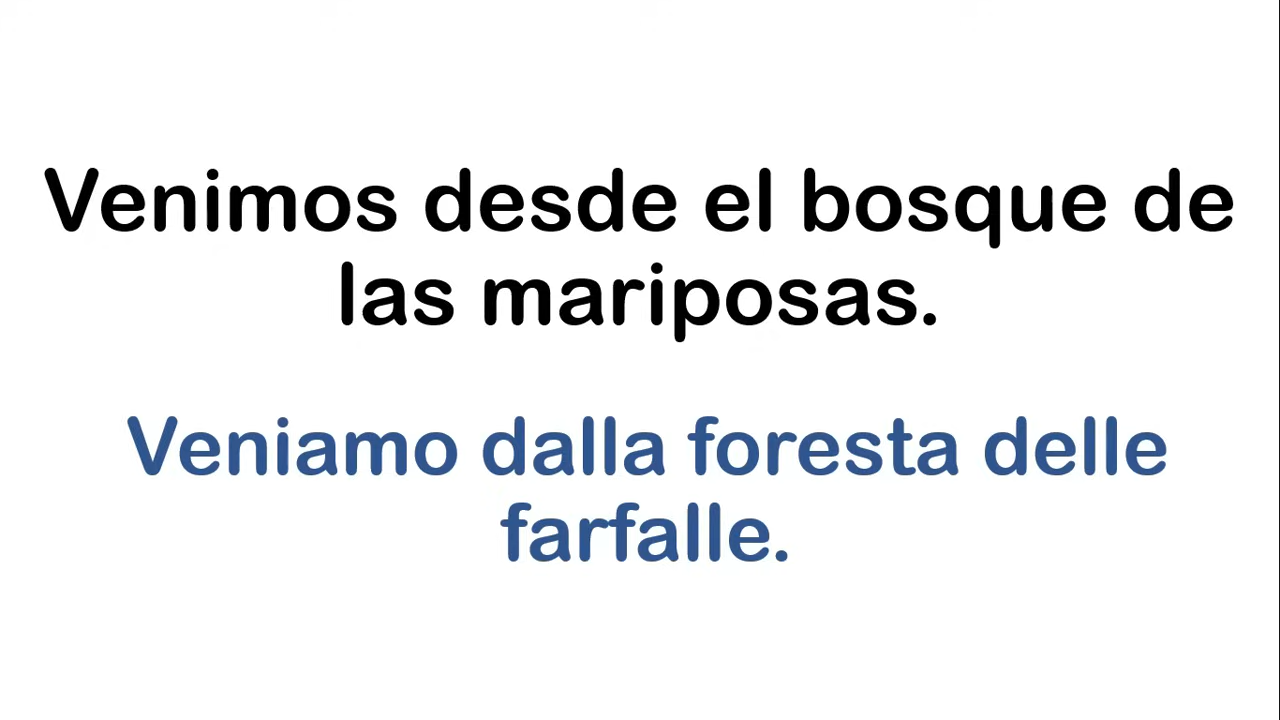 Venimos desde el bosque de
las mariposas.
Veniamo dalla foresta delle
farfalle.